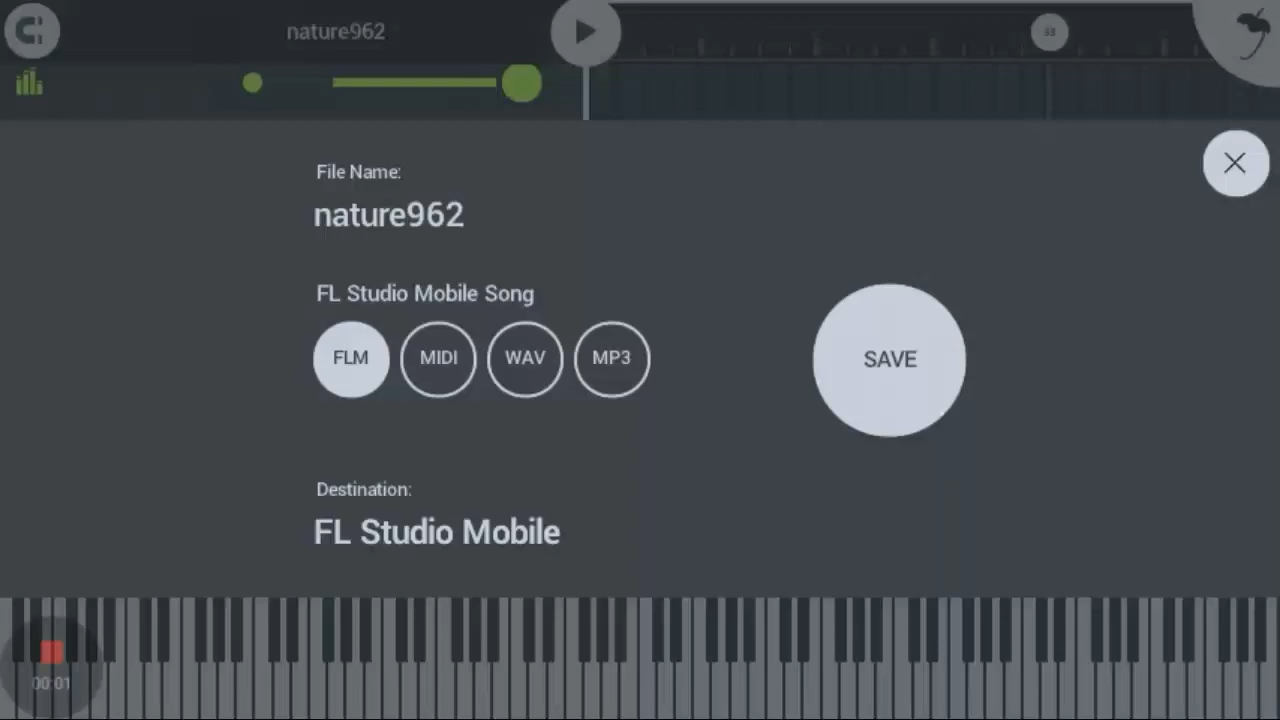 nature962
33
File Name:
nature962
FL Studio Mobile Song
FLM MIDI WAV MP3
SAVE
Destination:
FL Studio Mobile
00:01